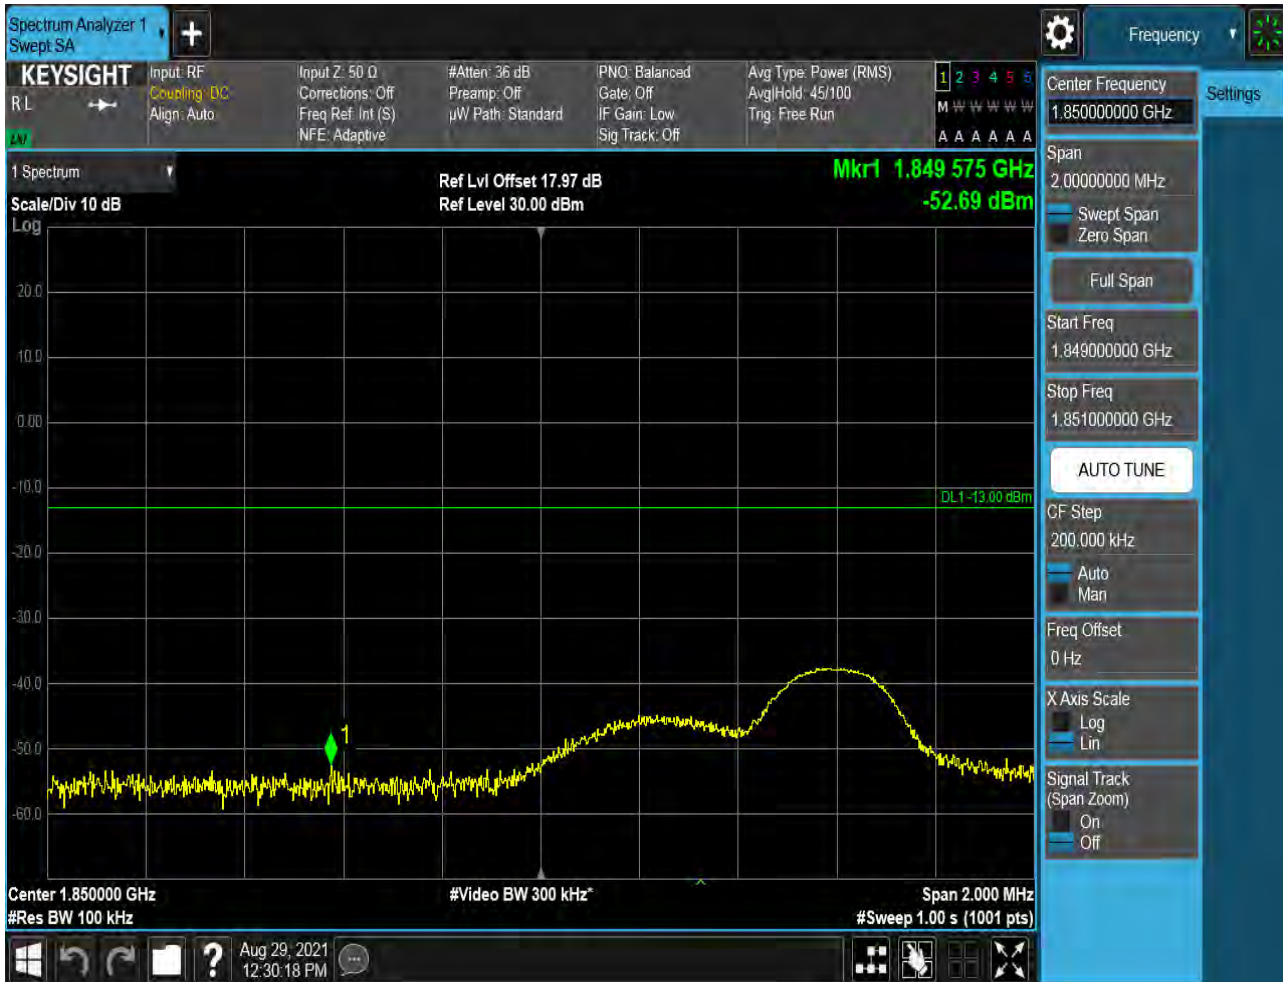 Spectrum Analyzer 1
Swept SA
+
Frequency
KEYSIGHT
R L
Input: RF
Coupling: DC
Align: Auto
Input Z: 50 Ω
Corrections: Off
Freq Ref: Int (S)
NFE: Adaptive
#Atten: 36 dB
Preamp: Off
µW Path: Standard
PNO: Balanced
Gate: Off
IF Gain: Low
Sig Track: Off
Avg Type: Power (RMS)
Avg|Hold: 45/100
Trig: Free Run
1 2 3 4 5 6
M W W W W W
A A A A A A
1 Spectrum
Scale/Div 10 dB
Log
Ref Lvl Offset 17.97 dB
Ref Level 30.00 dBm
Mkr1 1.849 575 GHz
-52.69 dBm
20.0
10.0
0.00
-10.0
DL1 -13.00 dBm
-20.0
-30.0
-40.0
1
-50.0
-60.0
Center 1.850000 GHz
#Res BW 100 kHz
#Video BW 300 kHz*
Span 2.000 MHz
#Sweep 1.00 s (1001 pts)
Center Frequency
1.850000000 GHz
Settings
Span
2.00000000 MHz
Swept Span
Zero Span
Full Span
Start Freq
1.849000000 GHz
Stop Freq
1.851000000 GHz
AUTO TUNE
CF Step
200.000 kHz
Auto
Man
Freq Offset
0 Hz
X Axis Scale
Log
Lin
Signal Track
(Span Zoom)
On
Off
?
Aug 29, 2021
12:30:18 PM